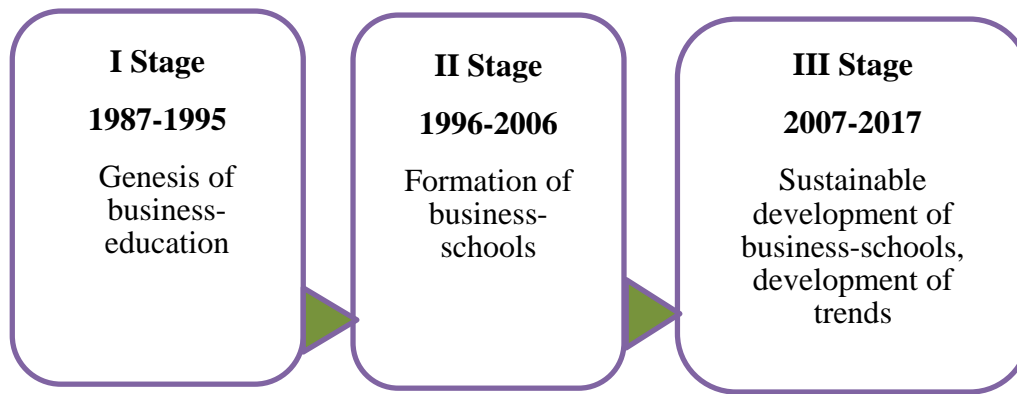 I Stage
1987-1995
Genesis of
business-
education
II Stage
1996-2006
Formation of
business-
schools
III Stage
2007-2017
Sustainable
development of
business-schools,
development of
trends